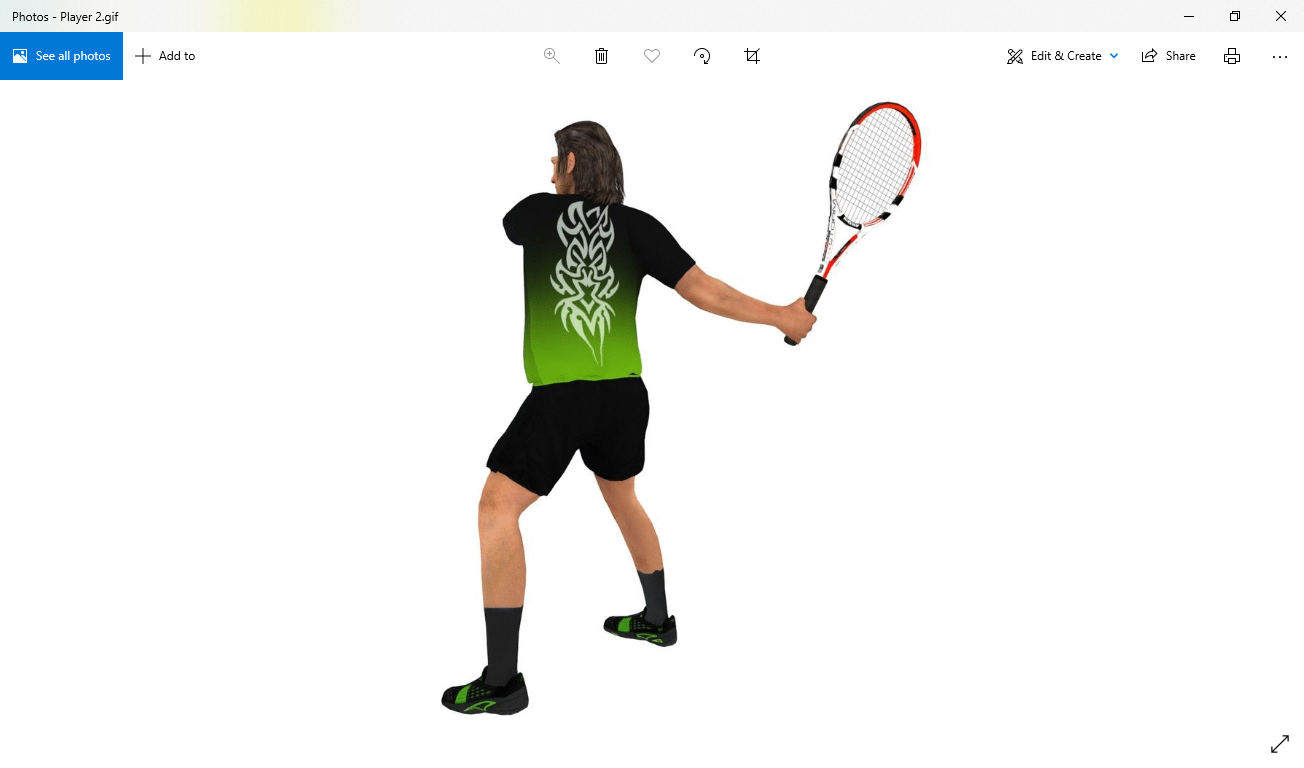 Photos - Player 2.gif
See all photos
Add to
Edit & Create
Share